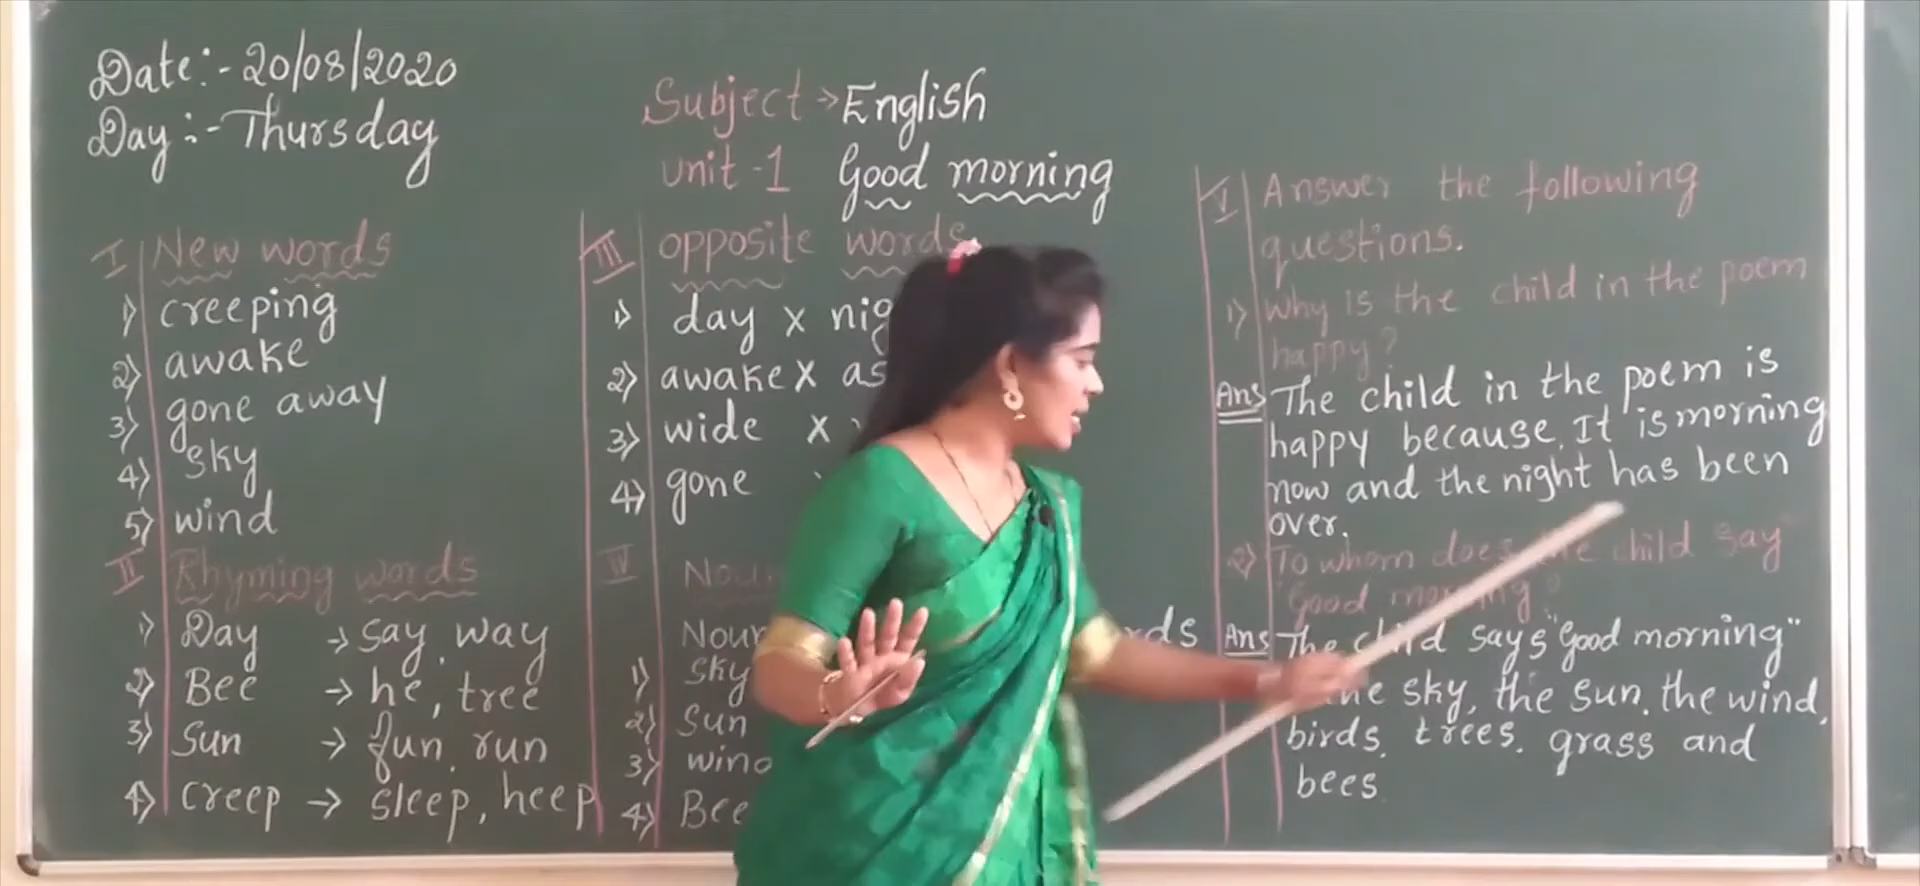 Date:- 20/08/2020
Day:- Thursday
Subject → English
unit-1 Good morning
I New words
1) creeping
2) awake
3) gone away
4) sky
5) wind
II Rhyming words
1) Day → say, way
2) Bee → he, tree
3) Sun → fun, run
4) creep → sleep, heep
III opposite words
1) day x
2) awake x
3) wide x
4) gone
IV
1) sky
2) Sun
3)
4) Bee
V Answer the following
questions.
1) Why is the child in the poem
happy?
Ans The child in the poem is
happy because, It is morning
now and the night has been
over.
2) To whom does the child say
"Good morning"?
Ans The child says "Good morning"
sky, the sun, the wind,
birds, trees, grass and
bees